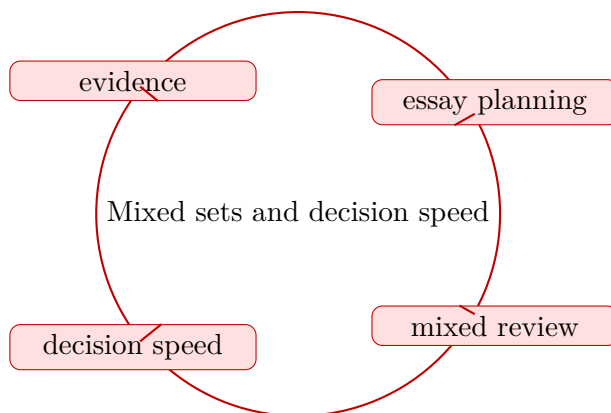 evidence
essay planning
Mixed sets and decision speed
decision speed
mixed review